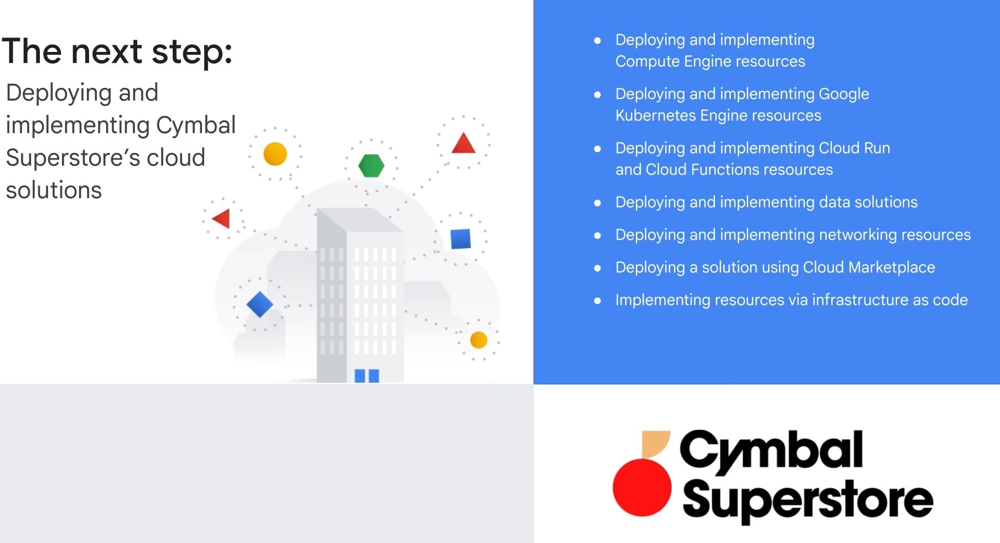 The next step:
Deploying and
implementing Cymbal
Superstore’s cloud
solutions
● Deploying and implementing
Compute Engine resources
● Deploying and implementing Google
Kubernetes Engine resources
● Deploying and implementing Cloud Run
and Cloud Functions resources
● Deploying and implementing data solutions
● Deploying and implementing networking resources
● Deploying a solution using Cloud Marketplace
● Implementing resources via infrastructure as code
Cymbal
Superstore